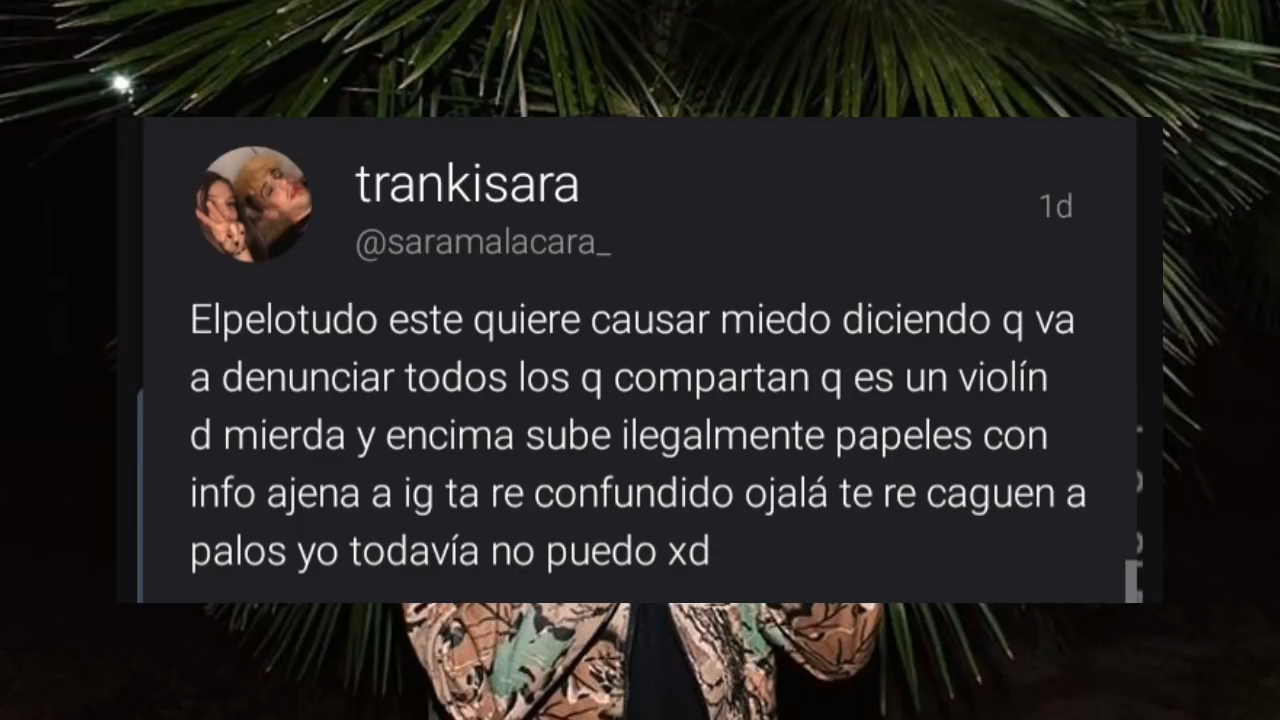 trankisara
1d
@saramalacara_
Elpelotudo este quiere causar miedo diciendo q va
a denunciar todos los q compartan q es un violín
d mierda y encima sube ilegalmente papeles con
info ajena a ig ta re confundido ojalá te re caguen a
palos yo todavía no puedo xd